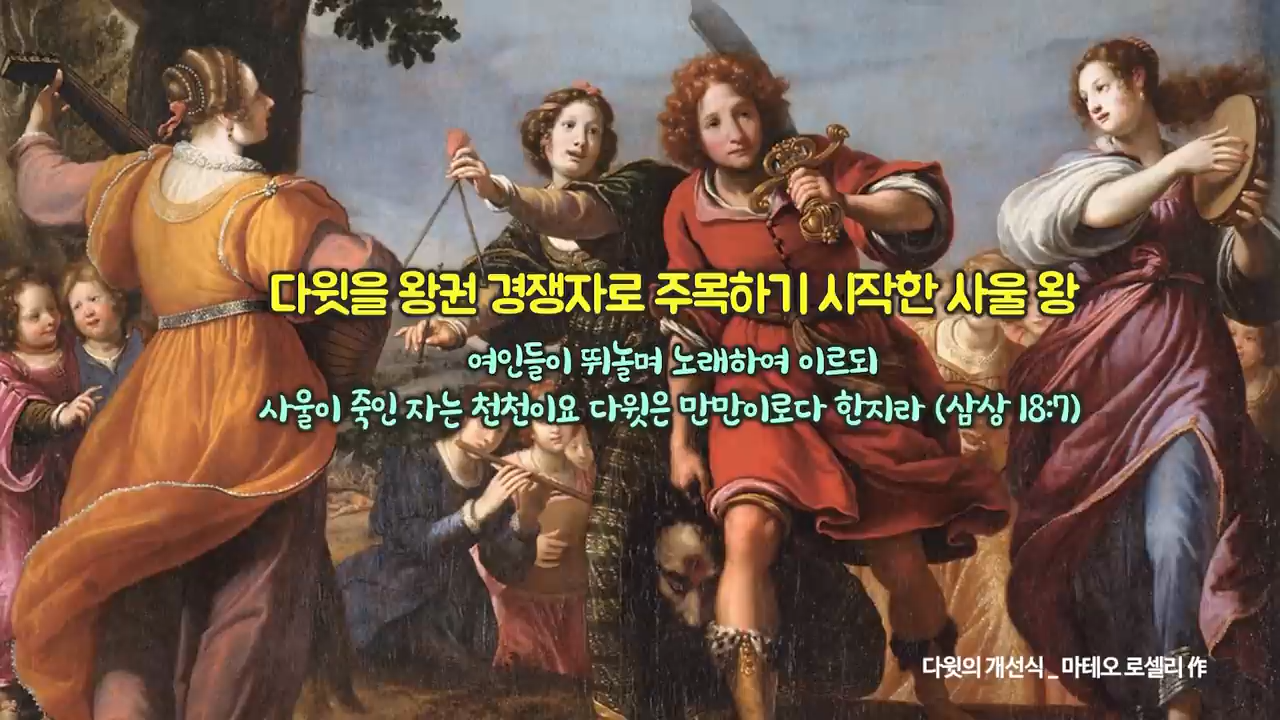 다윗을 왕권 경쟁자로 주목하기 시작한 사울 왕
여인들이 뛰놀며 노래하여 이르되
사울이 죽인 자는 천천이요 다윗은 만만이로다 한지라 (삼상 18:7)
다윗의 개선식 _ 마테오 로셀리 作